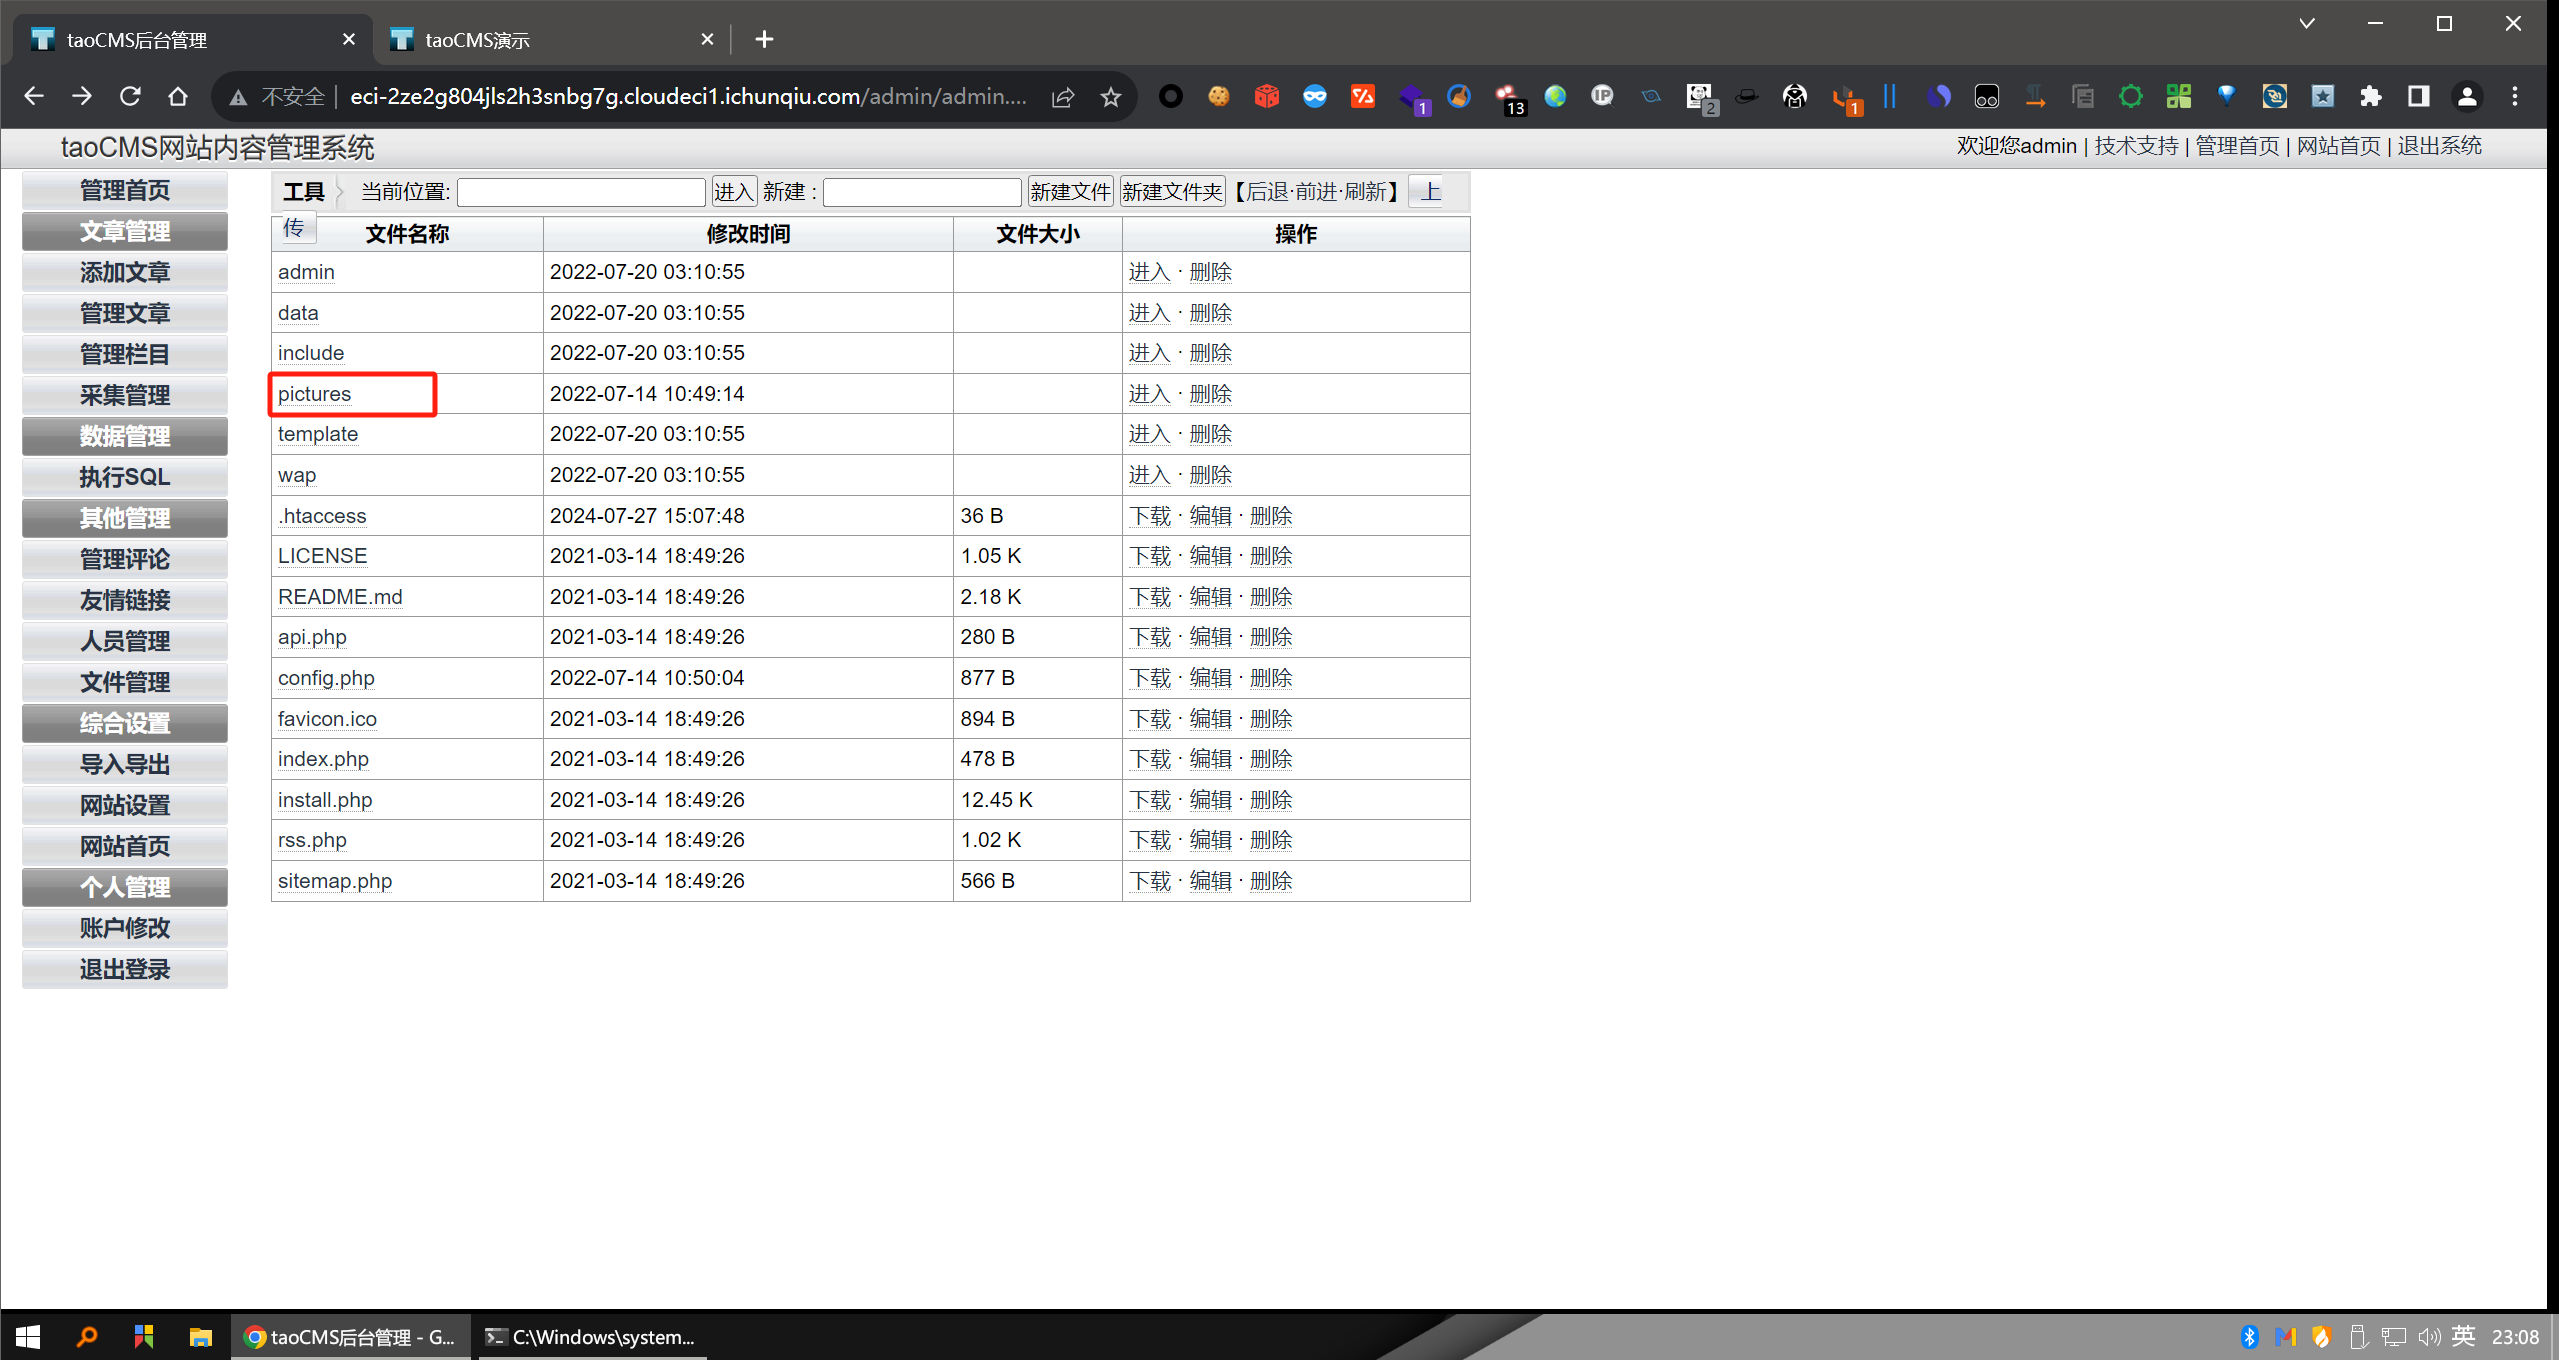 taoCMS后台管理
taoCMS演示
不安全 | eci-2ze2g804jls2h3snbg7g.cloudeci1.ichunqiu.com/admin/admin....
1
13
IP
2
1
taoCMS网站内容管理系统
欢迎您admin | 技术支持 | 管理首页 | 网站首页 | 退出系统
管理首页
文章管理
添加文章
管理文章
管理栏目
采集管理
数据管理
执行SQL
其他管理
管理评论
友情链接
人员管理
文件管理
综合设置
导入导出
网站设置
网站首页
个人管理
账户修改
退出登录
工具 当前位置: 进入 新建 : 新建文件 新建文件夹 【后退·前进·刷新】 上
传
文件名称 修改时间 文件大小 操作
admin 2022-07-20 03:10:55 进入 · 删除
data 2022-07-20 03:10:55 进入 · 删除
include 2022-07-20 03:10:55 进入 · 删除
pictures 2022-07-14 10:49:14 进入 · 删除
template 2022-07-20 03:10:55 进入 · 删除
wap 2022-07-20 03:10:55 进入 · 删除
.htaccess 2024-07-27 15:07:48 36 B 下载 · 编辑 · 删除
LICENSE 2021-03-14 18:49:26 1.05 K 下载 · 编辑 · 删除
README.md 2021-03-14 18:49:26 2.18 K 下载 · 编辑 · 删除
api.php 2021-03-14 18:49:26 280 B 下载 · 编辑 · 删除
config.php 2022-07-14 10:50:04 877 B 下载 · 编辑 · 删除
favicon.ico 2021-03-14 18:49:26 894 B 下载 · 编辑 · 删除
index.php 2021-03-14 18:49:26 478 B 下载 · 编辑 · 删除
install.php 2021-03-14 18:49:26 12.45 K 下载 · 编辑 · 删除
rss.php 2021-03-14 18:49:26 1.02 K 下载 · 编辑 · 删除
sitemap.php 2021-03-14 18:49:26 566 B 下载 · 编辑 · 删除
taoCMS后台管理 - G...
C:\Windows\system...
英
23:08